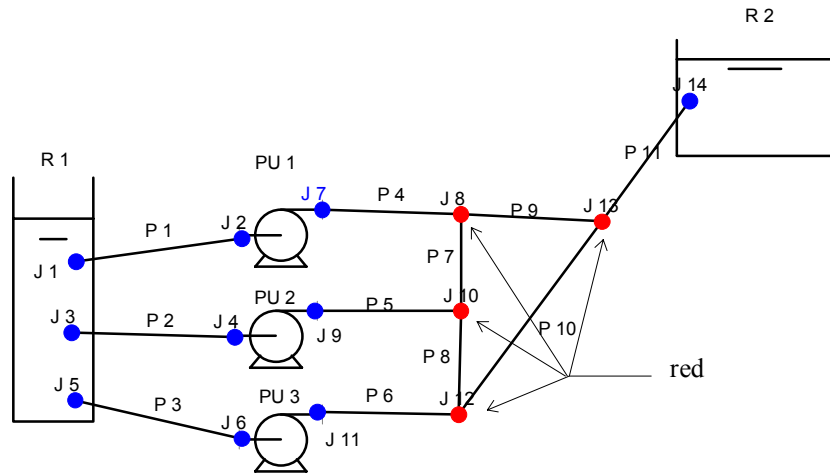 R 2
J 14
P 11
R 1
PU 1
J 7
P 4
J 8
P 9
J 13
P 1
J 2
J 1
P 7
PU 2
P 5
J 10
J 3
P 2
J 4
J 9
P 10
P 8
red
J 5
P 3
PU 3
P 6
J 12
J 6
J 11